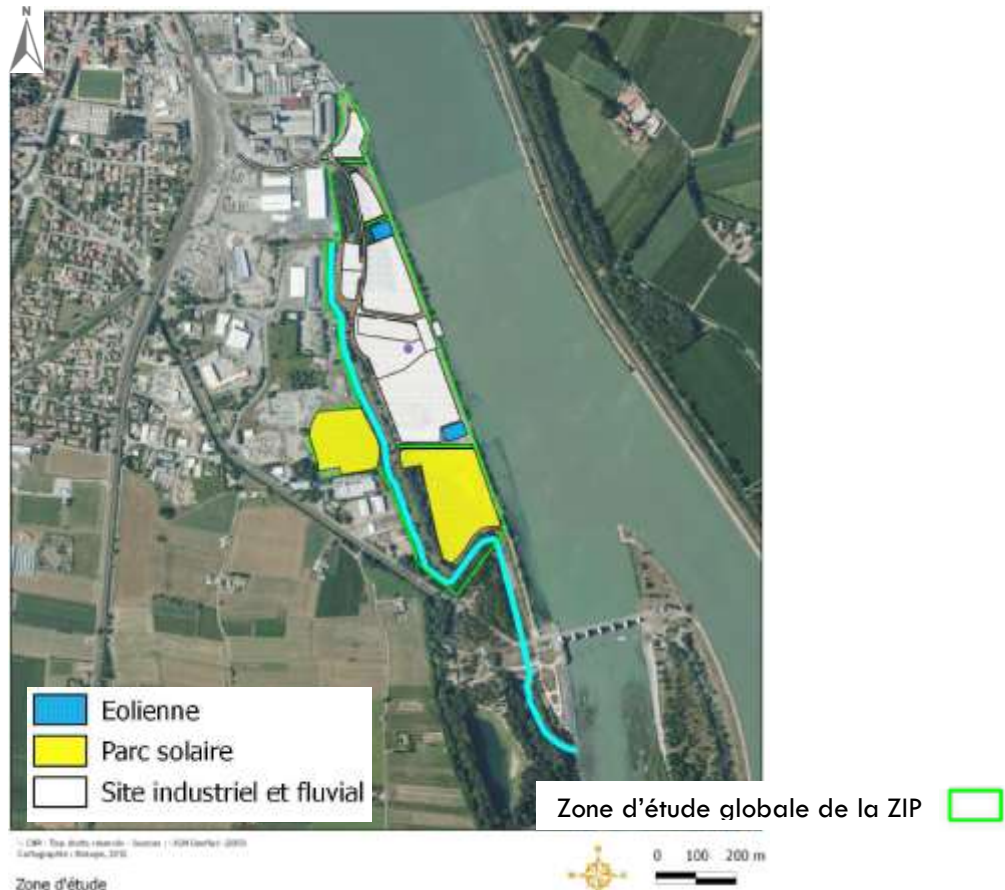 N
Eolienne
Parc solaire
Site industriel et fluvial
Zone d'étude globale de la ZIP
0 100 200 m
Zone d'étude